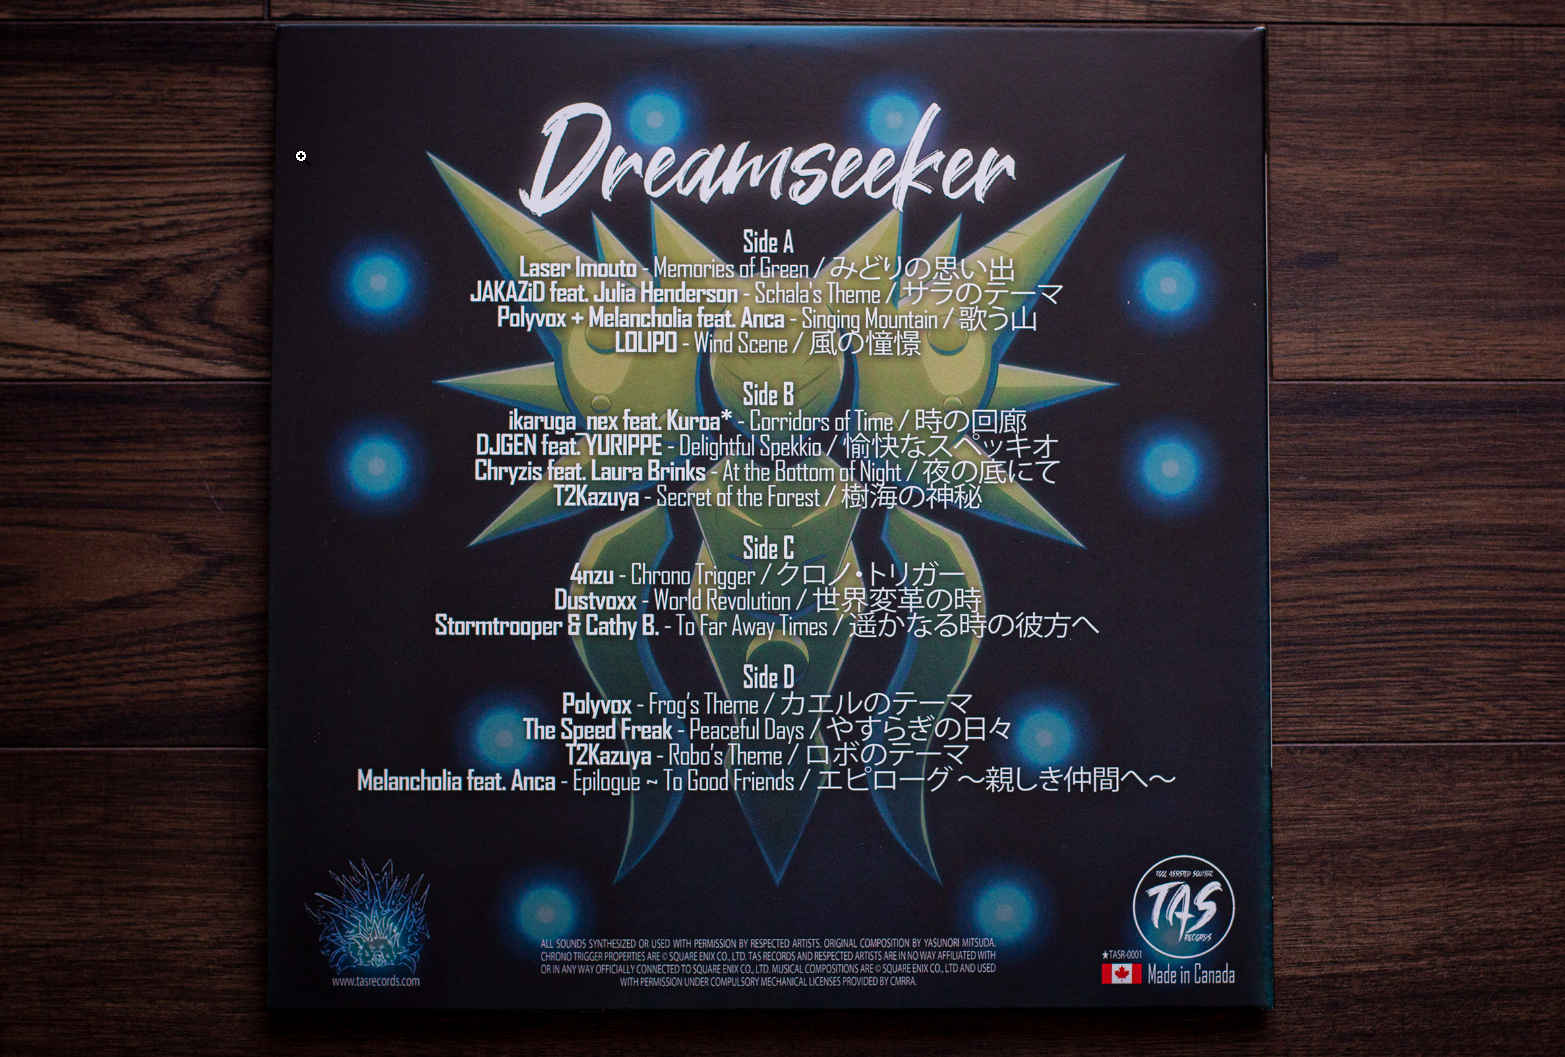 Dreamseeker
Side A
Laser Imouto - Memories of Green / みどりの思い出
JAKAZiD feat. Julia Henderson - Schala's Theme / サラのテーマ
Polyvox + Melancholia feat. Anca - Singing Mountain / 歌う山
LOLIPO - Wind Scene / 風の憧憬
Side B
ikaruga_nex feat. Kuroa* - Corridors of Time / 時の回廊
DJGEN feat. YURIPPE - Delightful Spekkio / 愉快なスペッキオ
Chryzis feat. Laura Brinks - At the Bottom of Night / 夜の底にて
T2Kazuya - Secret of the Forest / 樹海の神秘
Side C
4nzu - Chrono Trigger / クロノ・トリガー
Dustvoxx - World Revolution / 世界変革の時
Stormtrooper & Cathy B. - To Far Away Times / 遥かなる時の彼方へ
Side D
Polyvox - Frog's Theme / カエルのテーマ
The Speed Freak - Peaceful Days / やすらぎの日々
T2Kazuya - Robo's Theme / ロボのテーマ
Melancholia feat. Anca - Epilogue ~ To Good Friends / エピローグ ～親しき仲間へ～
www.tasrecords.com
ALL SOUNDS SYNTHESIZED OR USED WITH PERMISSION BY RESPECTED ARTISTS. ORIGINAL COMPOSITION BY YASUNORI MITSUDA.
CHRONO TRIGGER PROPERTIES ARE © SQUARE ENIX CO., LTD. TAS RECORDS AND RESPECTED ARTISTS ARE IN NO WAY AFFILIATED WITH
OR IN ANY WAY OFFICIALLY CONNECTED TO SQUARE ENIX CO., LTD. MUSICAL COMPOSITIONS ARE © SQUARE ENIX CO., LTD AND USED
WITH PERMISSION UNDER COMPULSORY MECHANICAL LICENSES PROVIDED BY CMRRA.
TOOL ASSISTED SOUNDZ
TAS
RECORDS
★TASR-0001
Made in Canada